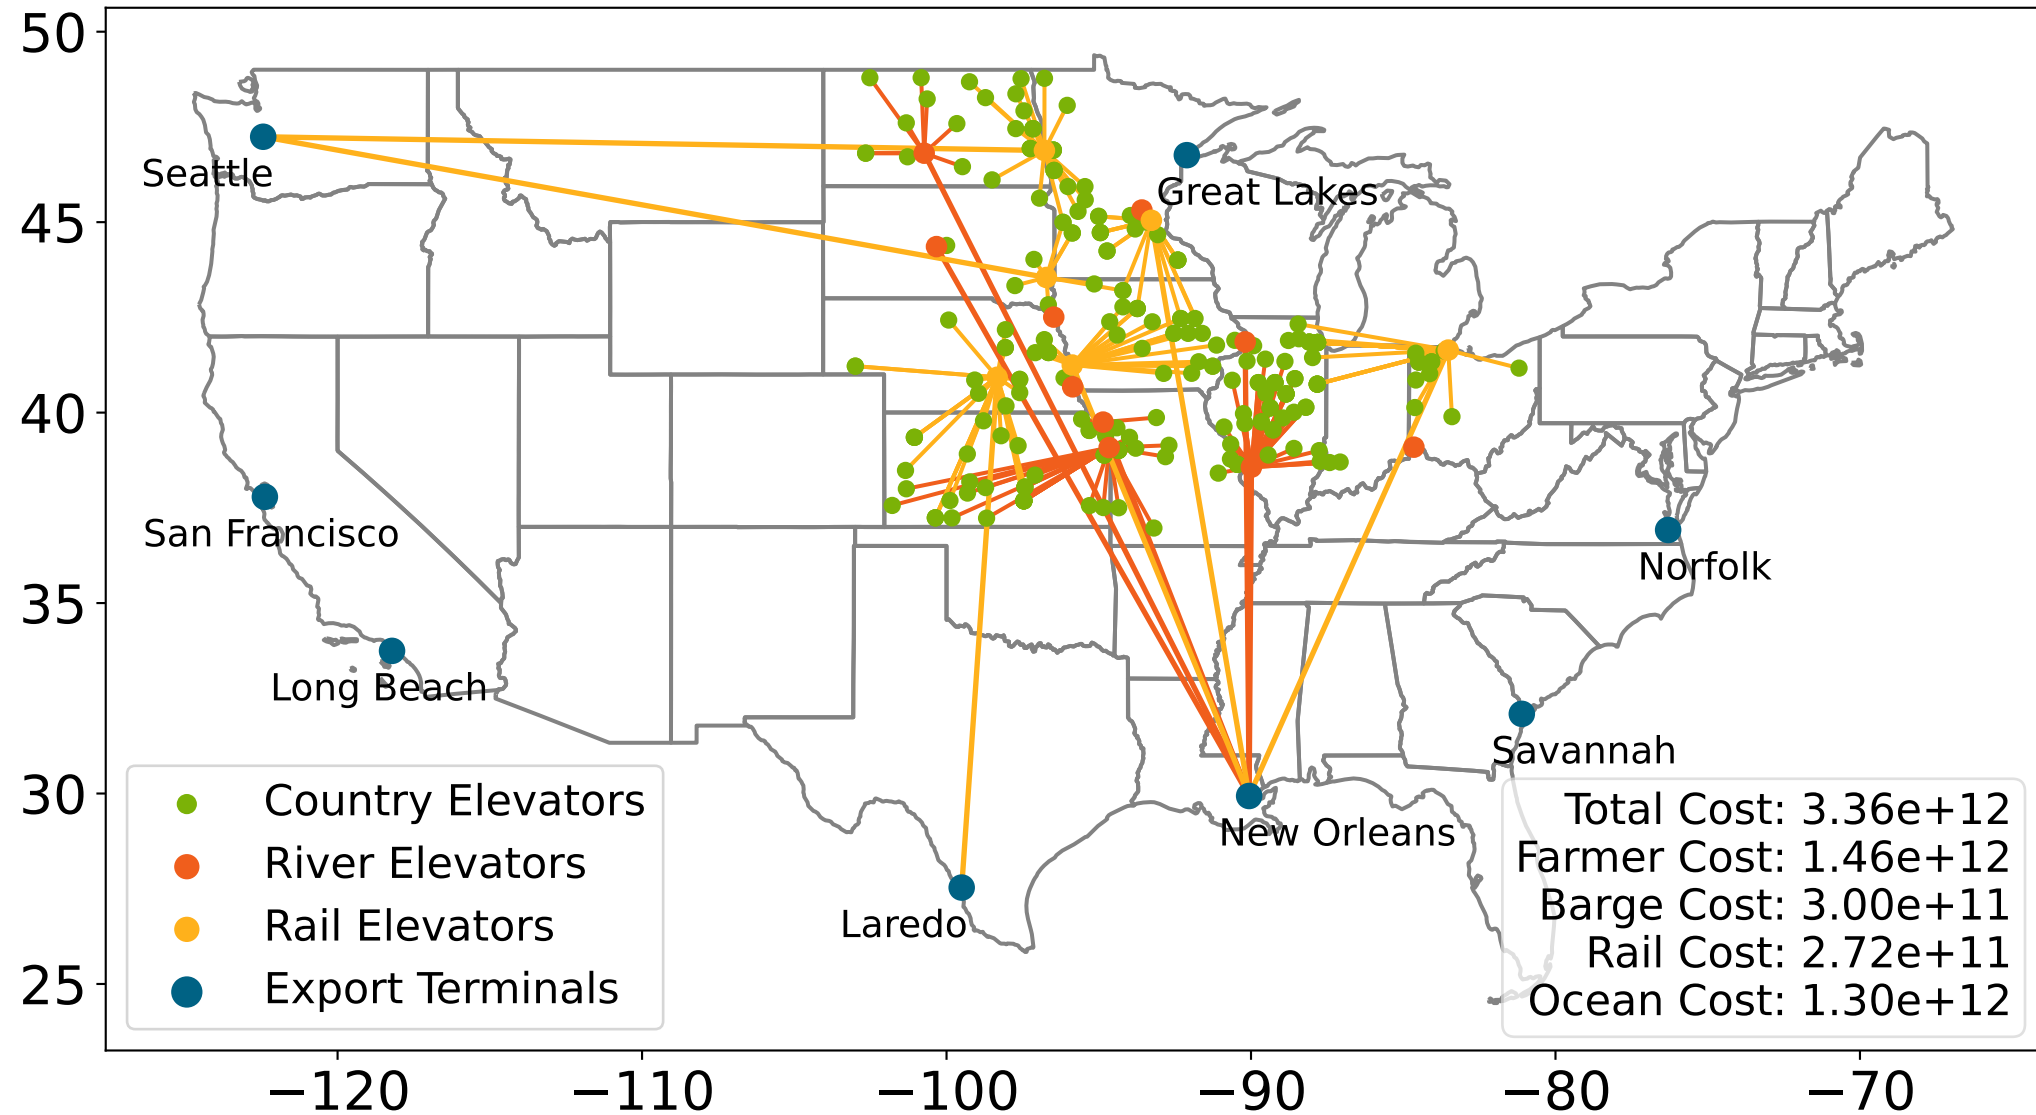 50
45
40
35
30
25
Seattle
Great Lakes
San Francisco
Norfolk
Long Beach
Savannah
New Orleans
Laredo
Country Elevators
River Elevators
Rail Elevators
Export Terminals
Total Cost: 3.36e+12
Farmer Cost: 1.46e+12
Barge Cost: 3.00e+11
Rail Cost: 2.72e+11
Ocean Cost: 1.30e+12
−120 −110 −100 −90 −80 −70